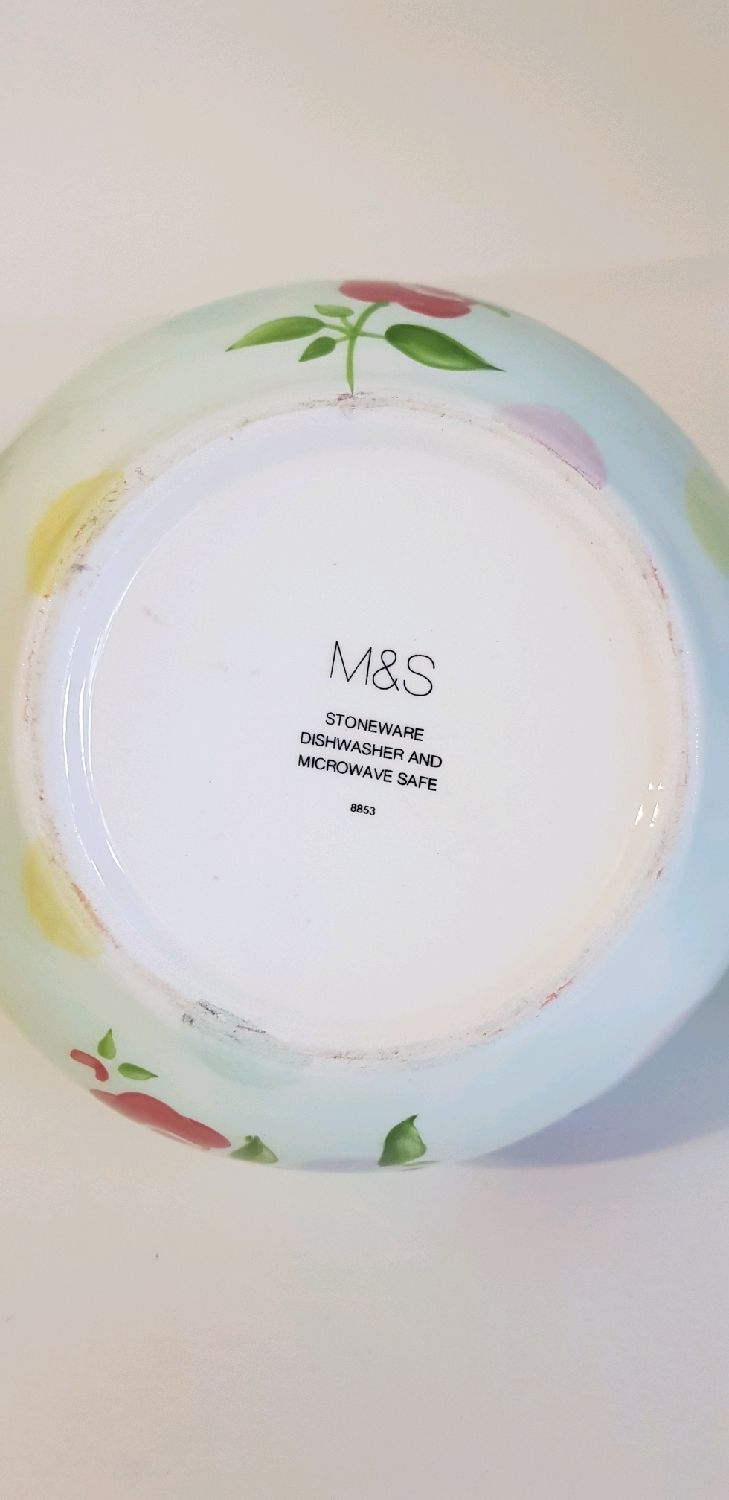 M&S
STONEWARE
DISHWASHER AND
MICROWAVE SAFE
8853